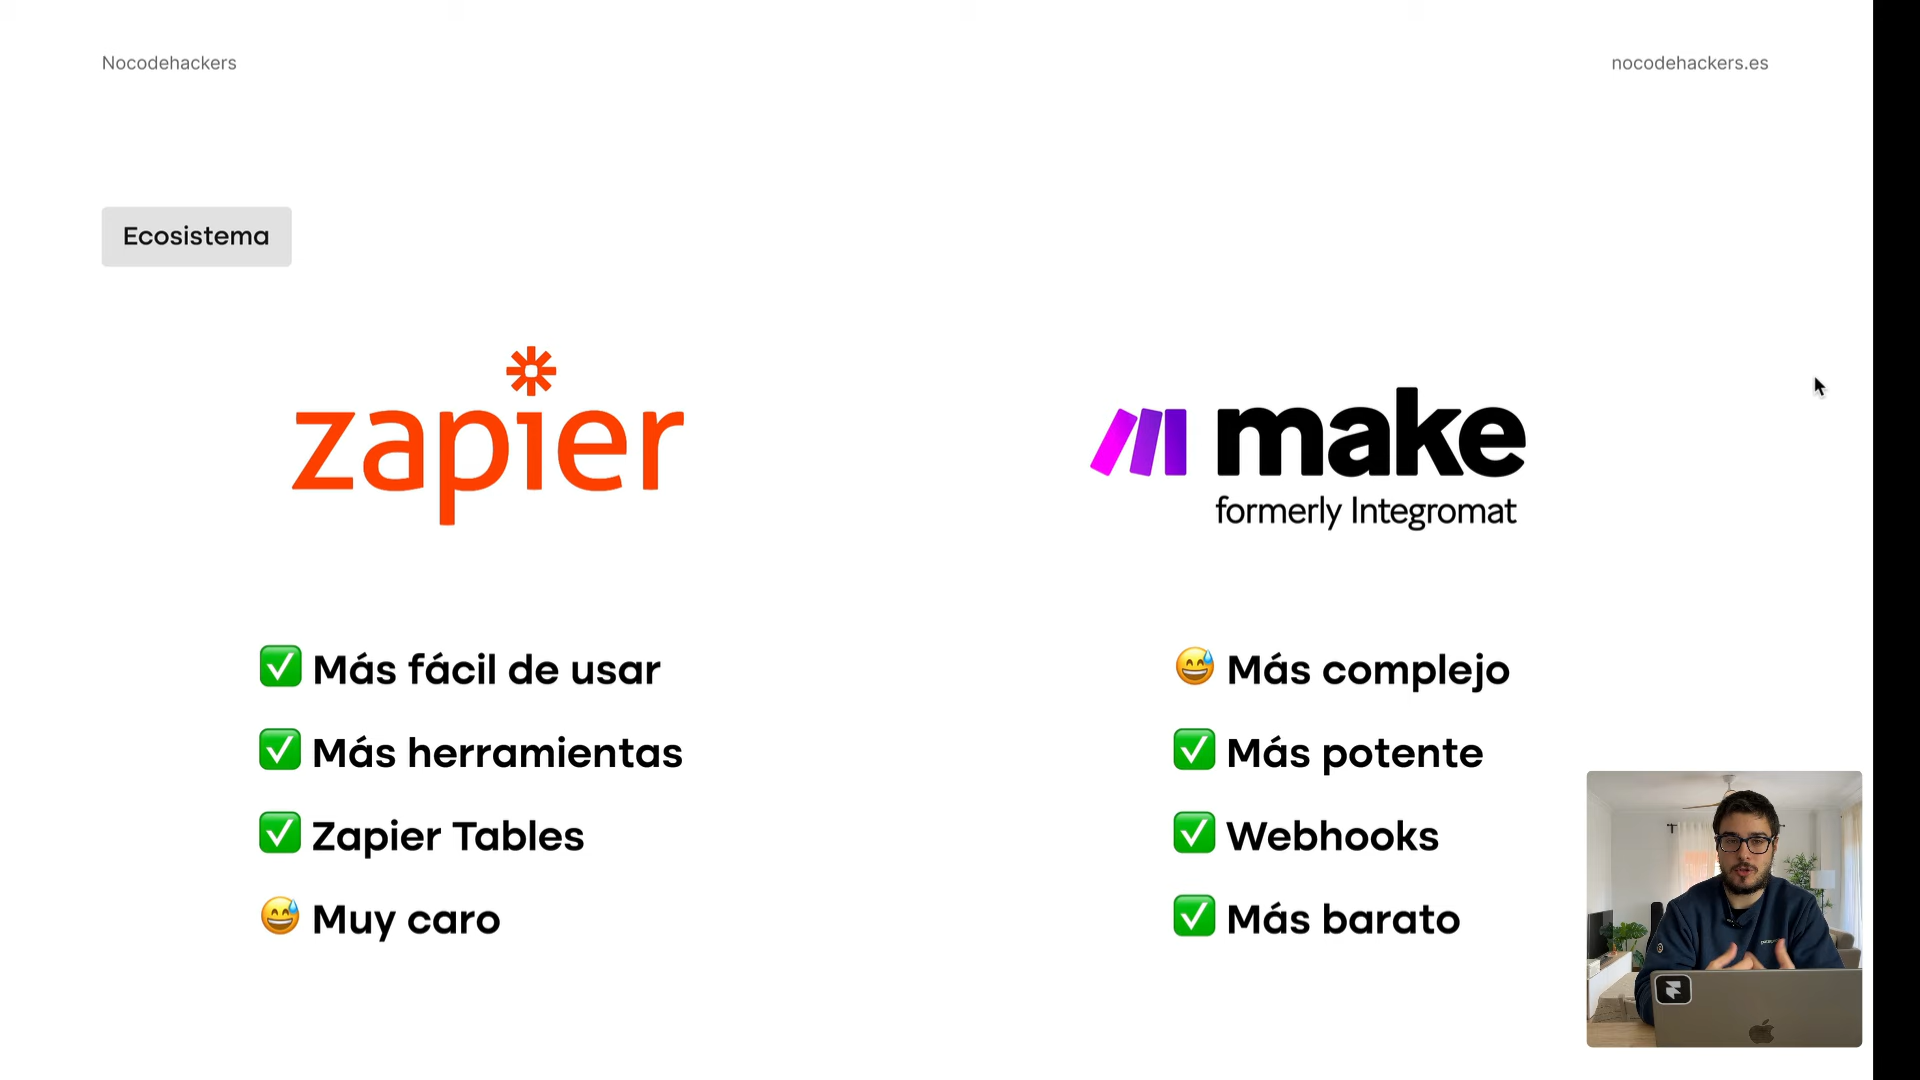 Nocodehackers
nocodehackers.es
Ecosistema
zapier
make
formerly Integromat
✅ Más fácil de usar
✅ Más herramientas
✅ Zapier Tables
😅 Muy caro
😅 Más complejo
✅ Más potente
✅ Webhooks
✅ Más barato